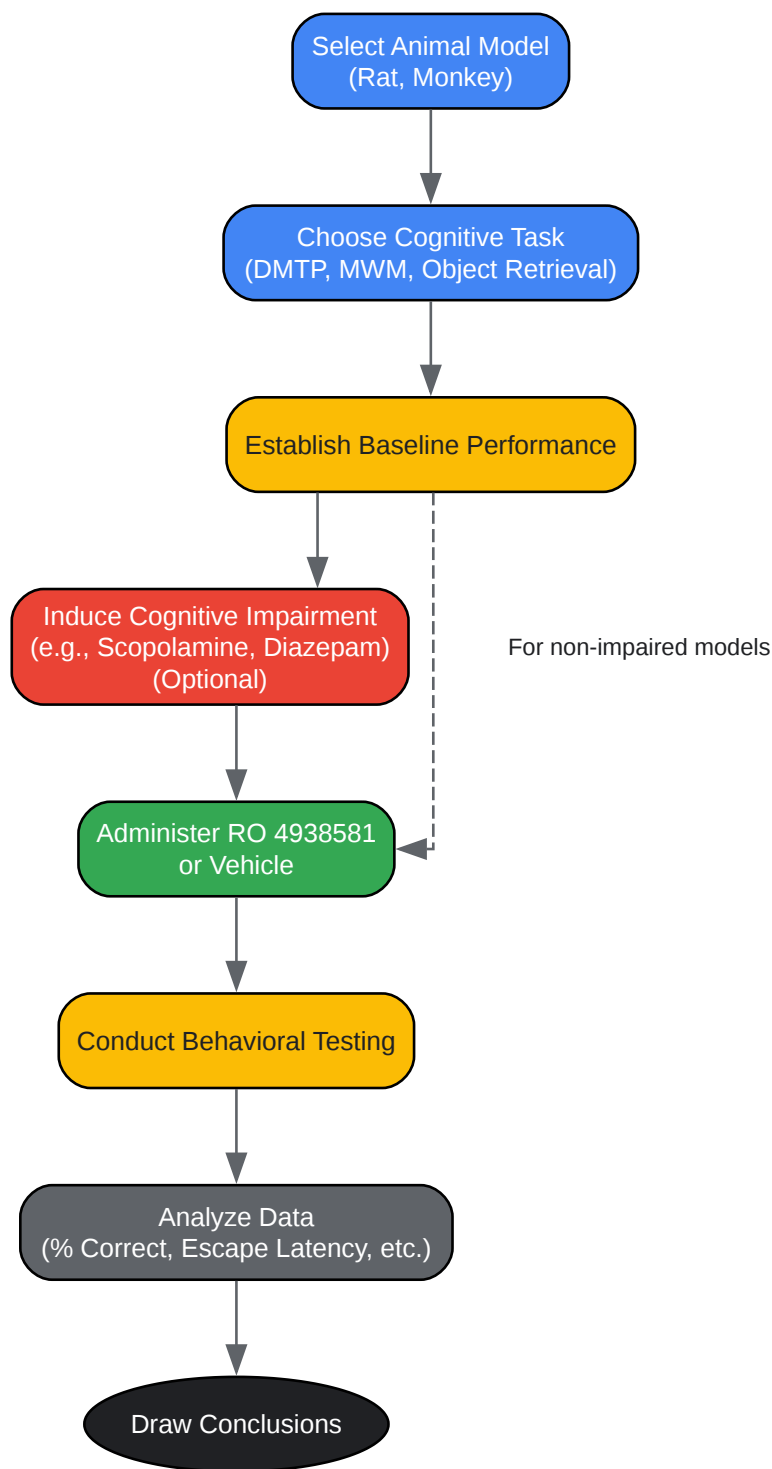 Select Animal Model
(Rat, Monkey)
Choose Cognitive Task
(DMTP, MWM, Object Retrieval)
Establish Baseline Performance
Induce Cognitive Impairment
(e.g., Scopolamine, Diazepam)
(Optional)
For non-impaired models
Administer RO 4938581
or Vehicle
Conduct Behavioral Testing
Analyze Data
(% Correct, Escape Latency, etc.)
Draw Conclusions